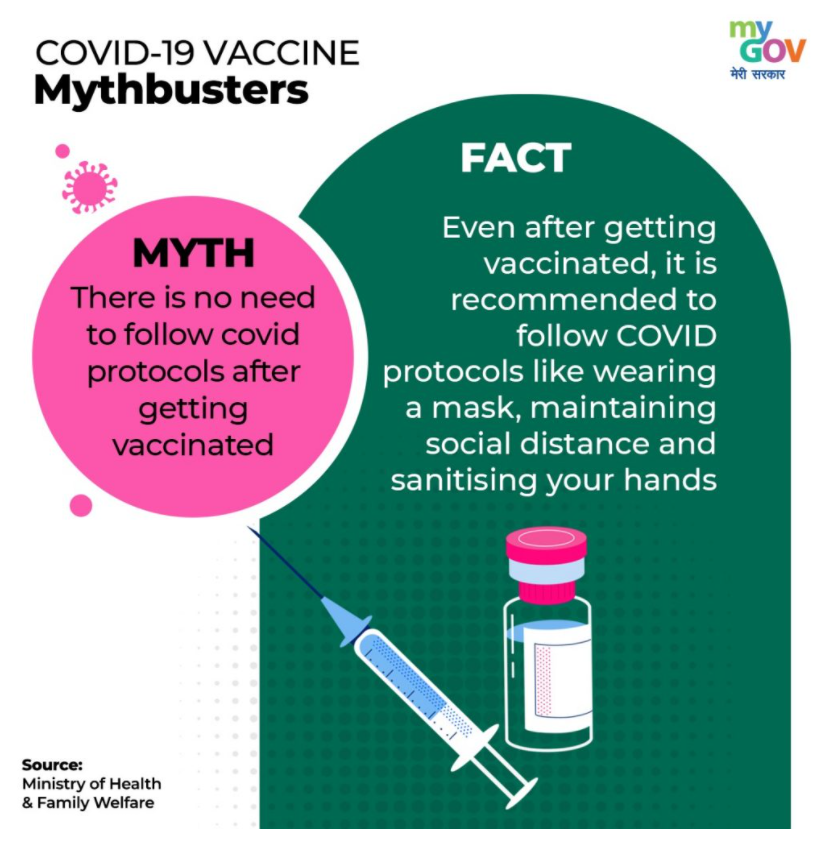 COVID-19 VACCINE
Mythbusters
my
GOV
मेरी सरकार
MYTH
There is no need
to follow covid
protocols after
getting
vaccinated
FACT
Even after getting
vaccinated, it is
recommended to
follow COVID
protocols like wearing
a mask, maintaining
social distance and
sanitising your hands
Source:
Ministry of Health
& Family Welfare